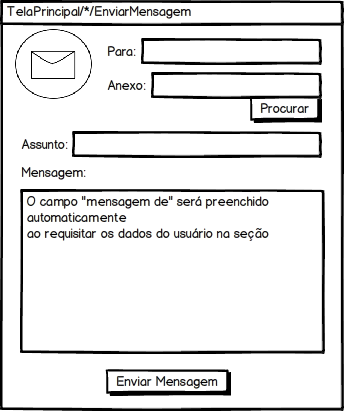 TelaPrincipal/*/EnviarMensagem
Para:
Anexo:
Procurar
Assunto:
Mensagem:
O campo "mensagem de" será preenchido
automaticamente
ao requisitar os dados do usuário na seção
Enviar Mensagem